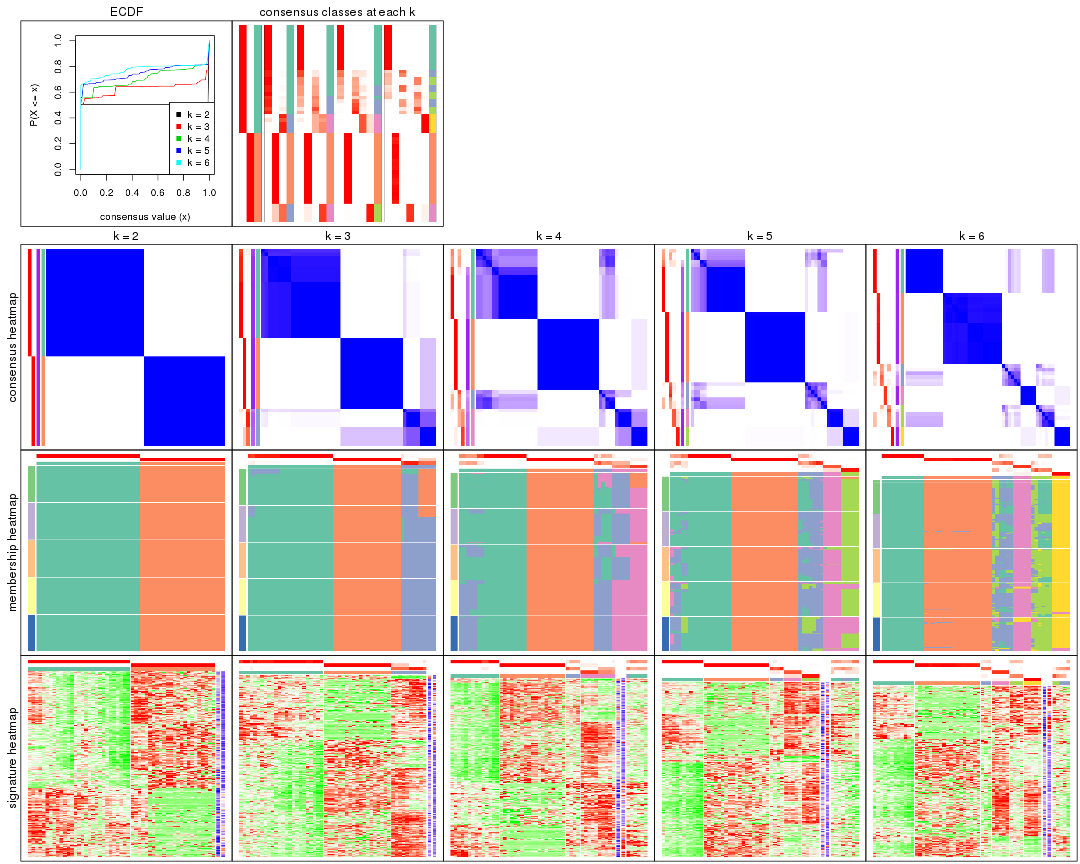 ECDF
consensus classes at each k
P(X <= x)
0.0 0.2 0.4 0.6 0.8 1.0
k = 2
k = 3
k = 4
k = 5
k = 6
0.0 0.2 0.4 0.6 0.8 1.0
consensus value (x)
k = 2
k = 3
k = 4
k = 5
k = 6
consensus heatmap
membership heatmap
signature heatmap